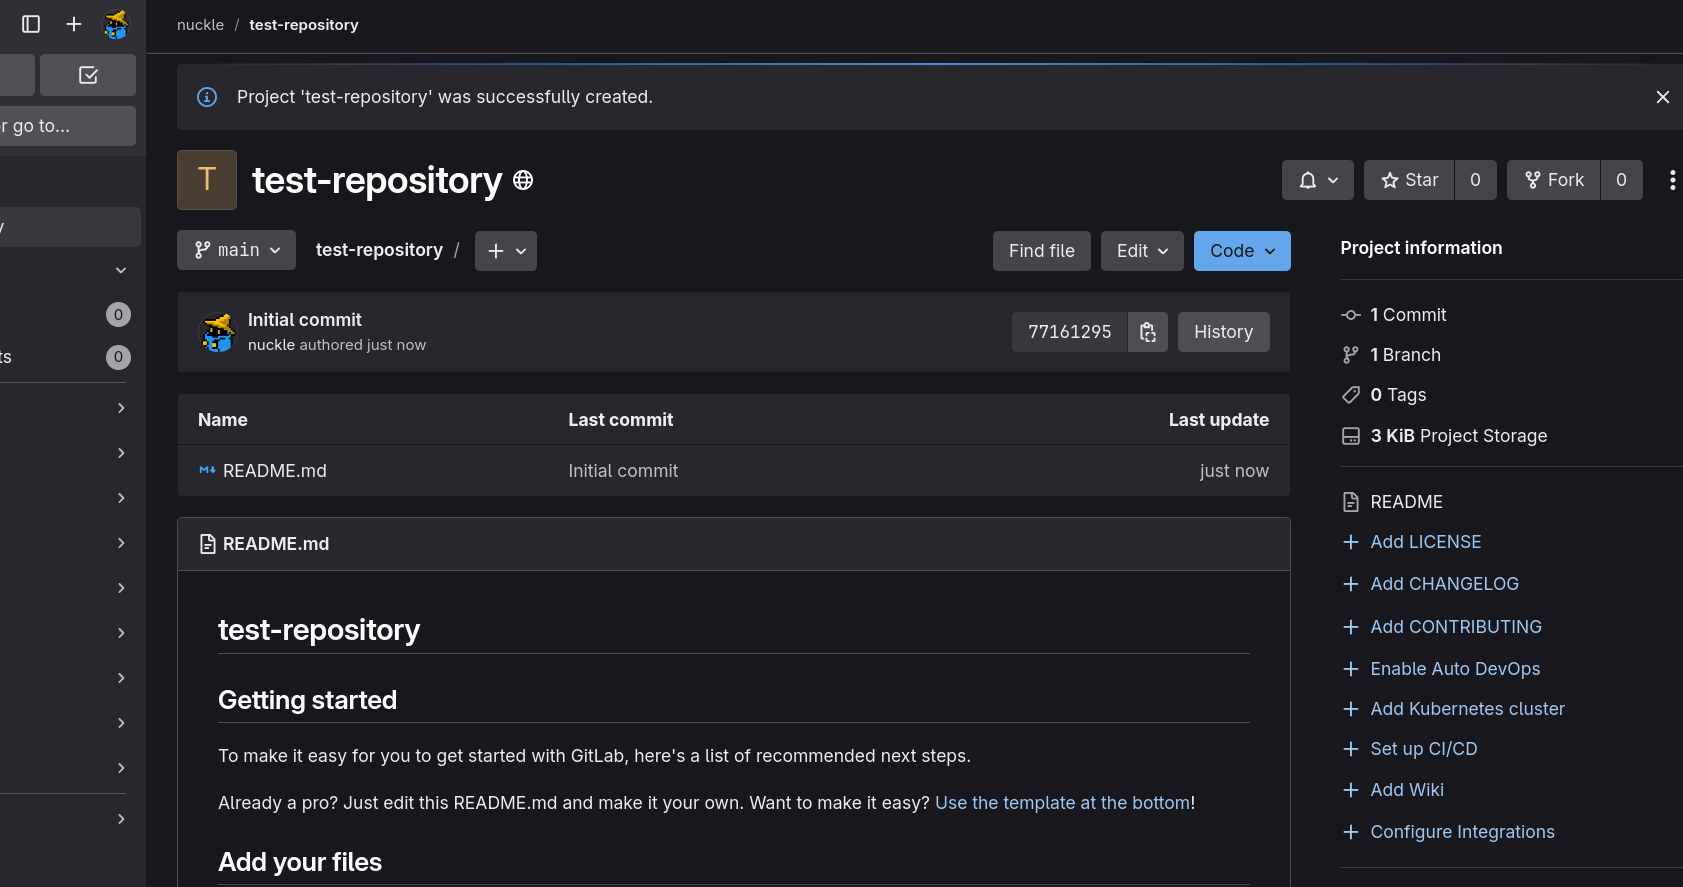 nuckle / test-repository
r go to...
Project 'test-repository' was successfully created.
T test-repository
Star 0 Fork 0
y
main test-repository /
Find file Edit Code
0
0
ts
Initial commit
nuckle authored just now
77161295 History
Name Last commit Last update
README.md Initial commit just now
README.md
test-repository
Getting started
To make it easy for you to get started with GitLab, here's a list of recommended next steps.
Already a pro? Just edit this README.md and make it your own. Want to make it easy? Use the template at the bottom!
Add your files
Project information
1 Commit
1 Branch
0 Tags
3 KiB Project Storage
README
Add LICENSE
Add CHANGELOG
Add CONTRIBUTING
Enable Auto DevOps
Add Kubernetes cluster
Set up CI/CD
Add Wiki
Configure Integrations